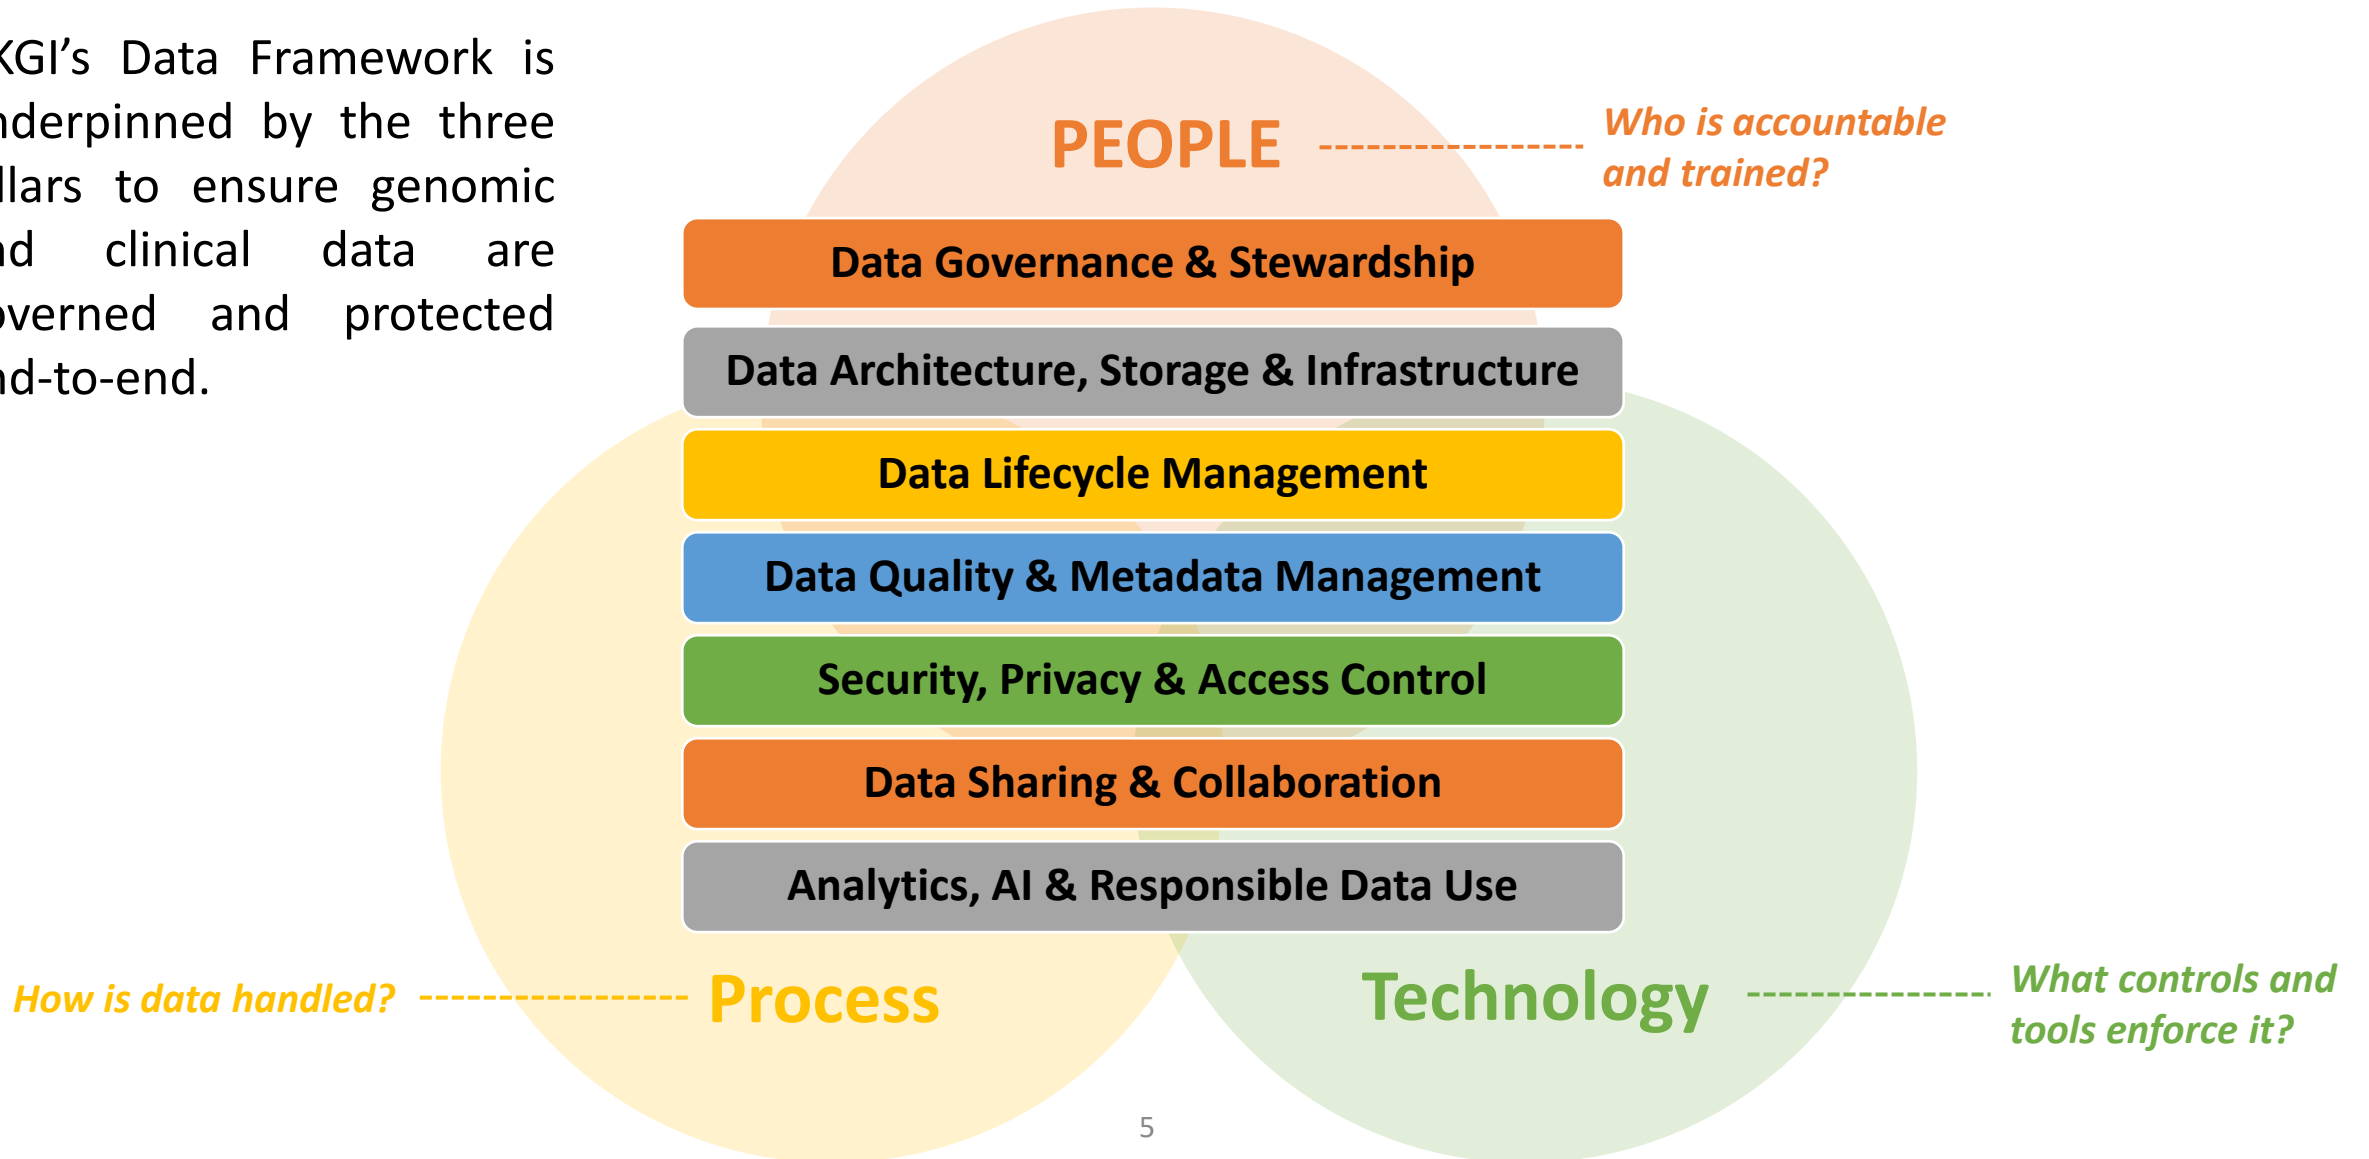 KGI's Data Framework is
nderpinned by the three
llars to ensure genomic
nd clinical data are
overned and protected
nd-to-end.
PEOPLE
Who is accountable
and trained?
Data Governance & Stewardship
Data Architecture, Storage & Infrastructure
Data Lifecycle Management
Data Quality & Metadata Management
Security, Privacy & Access Control
Data Sharing & Collaboration
Analytics, AI & Responsible Data Use
How is data handled?
Process
Technology
What controls and
tools enforce it?
5